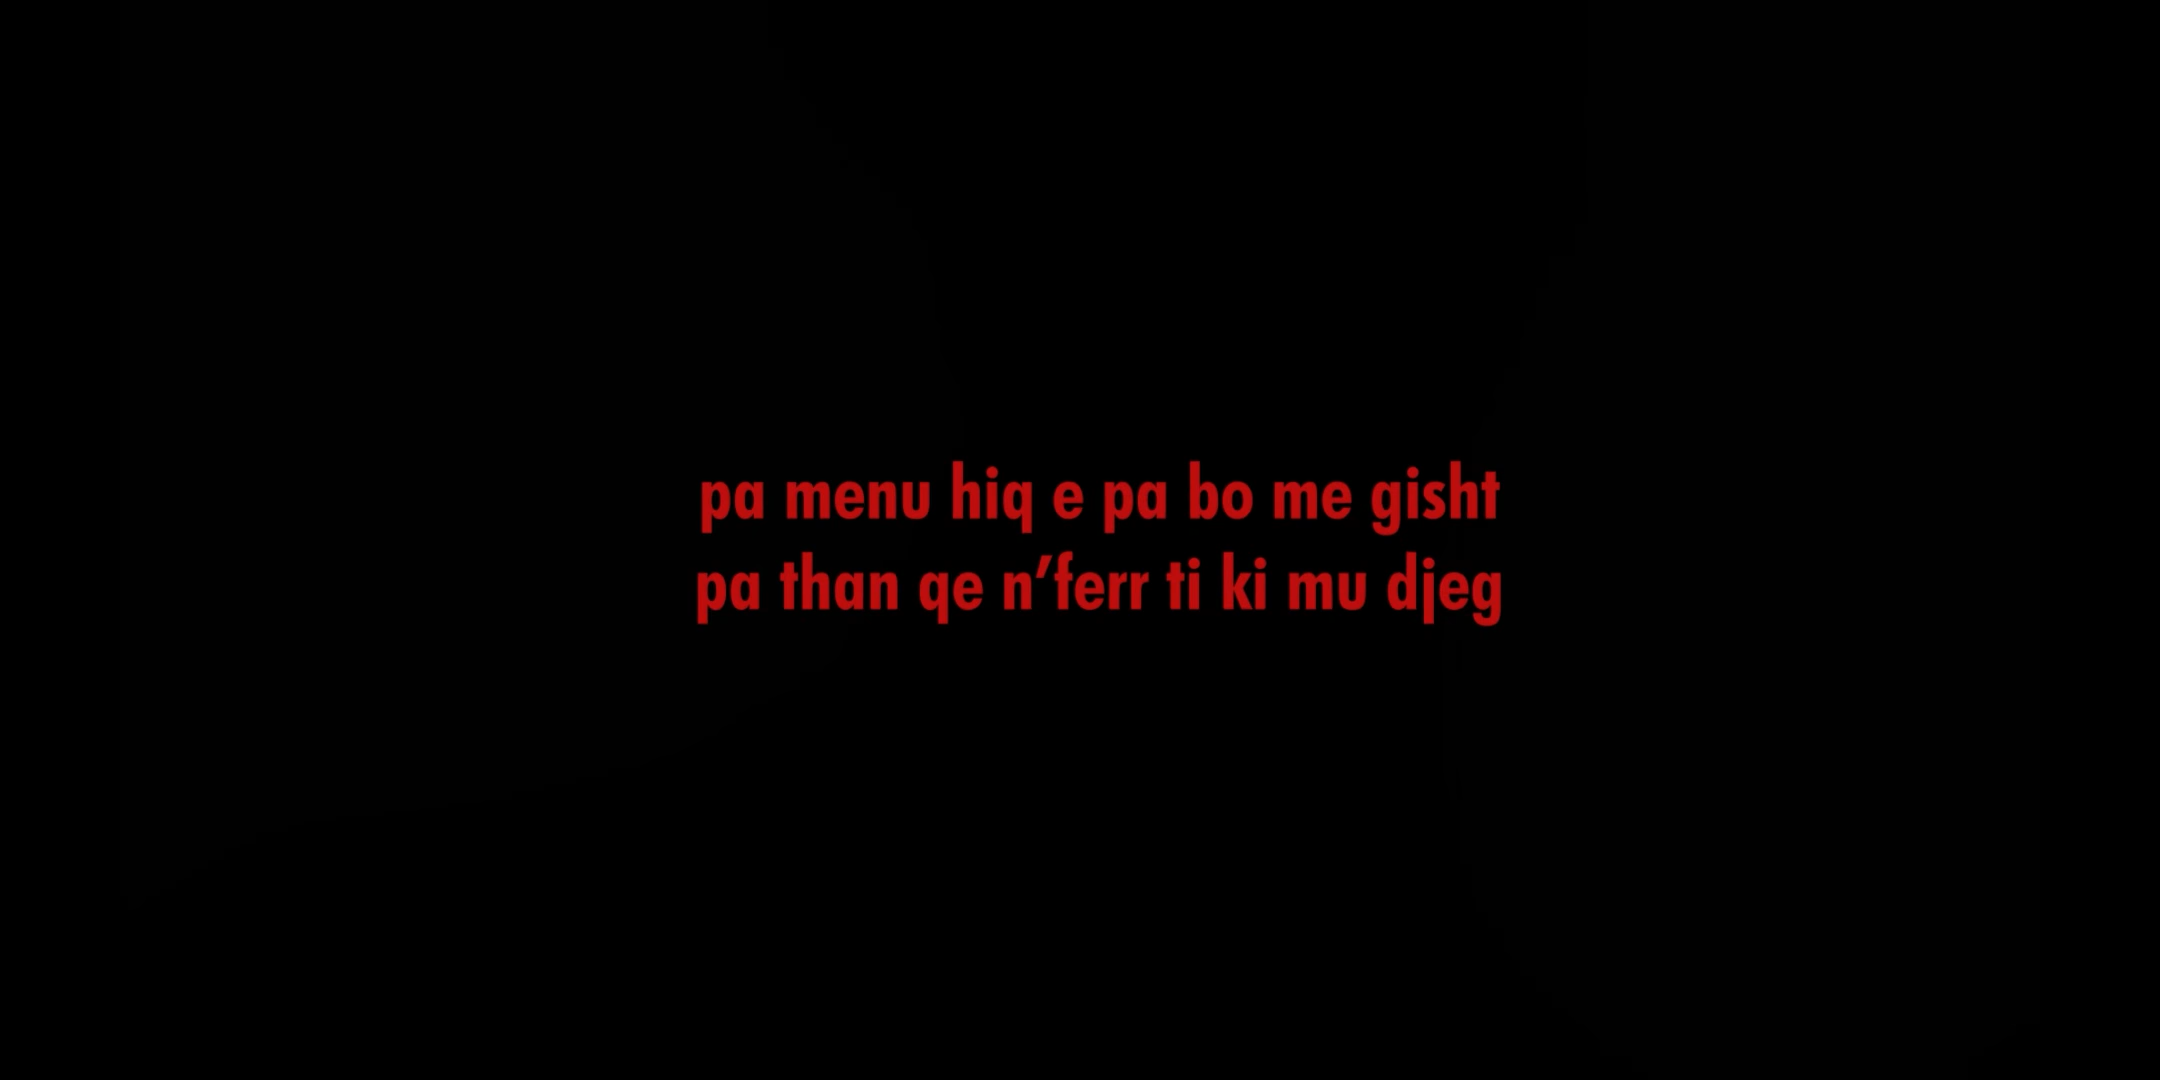 pa menu hiq e pa bo me gisht
pa than qe n’ferr ti ki mu djeg